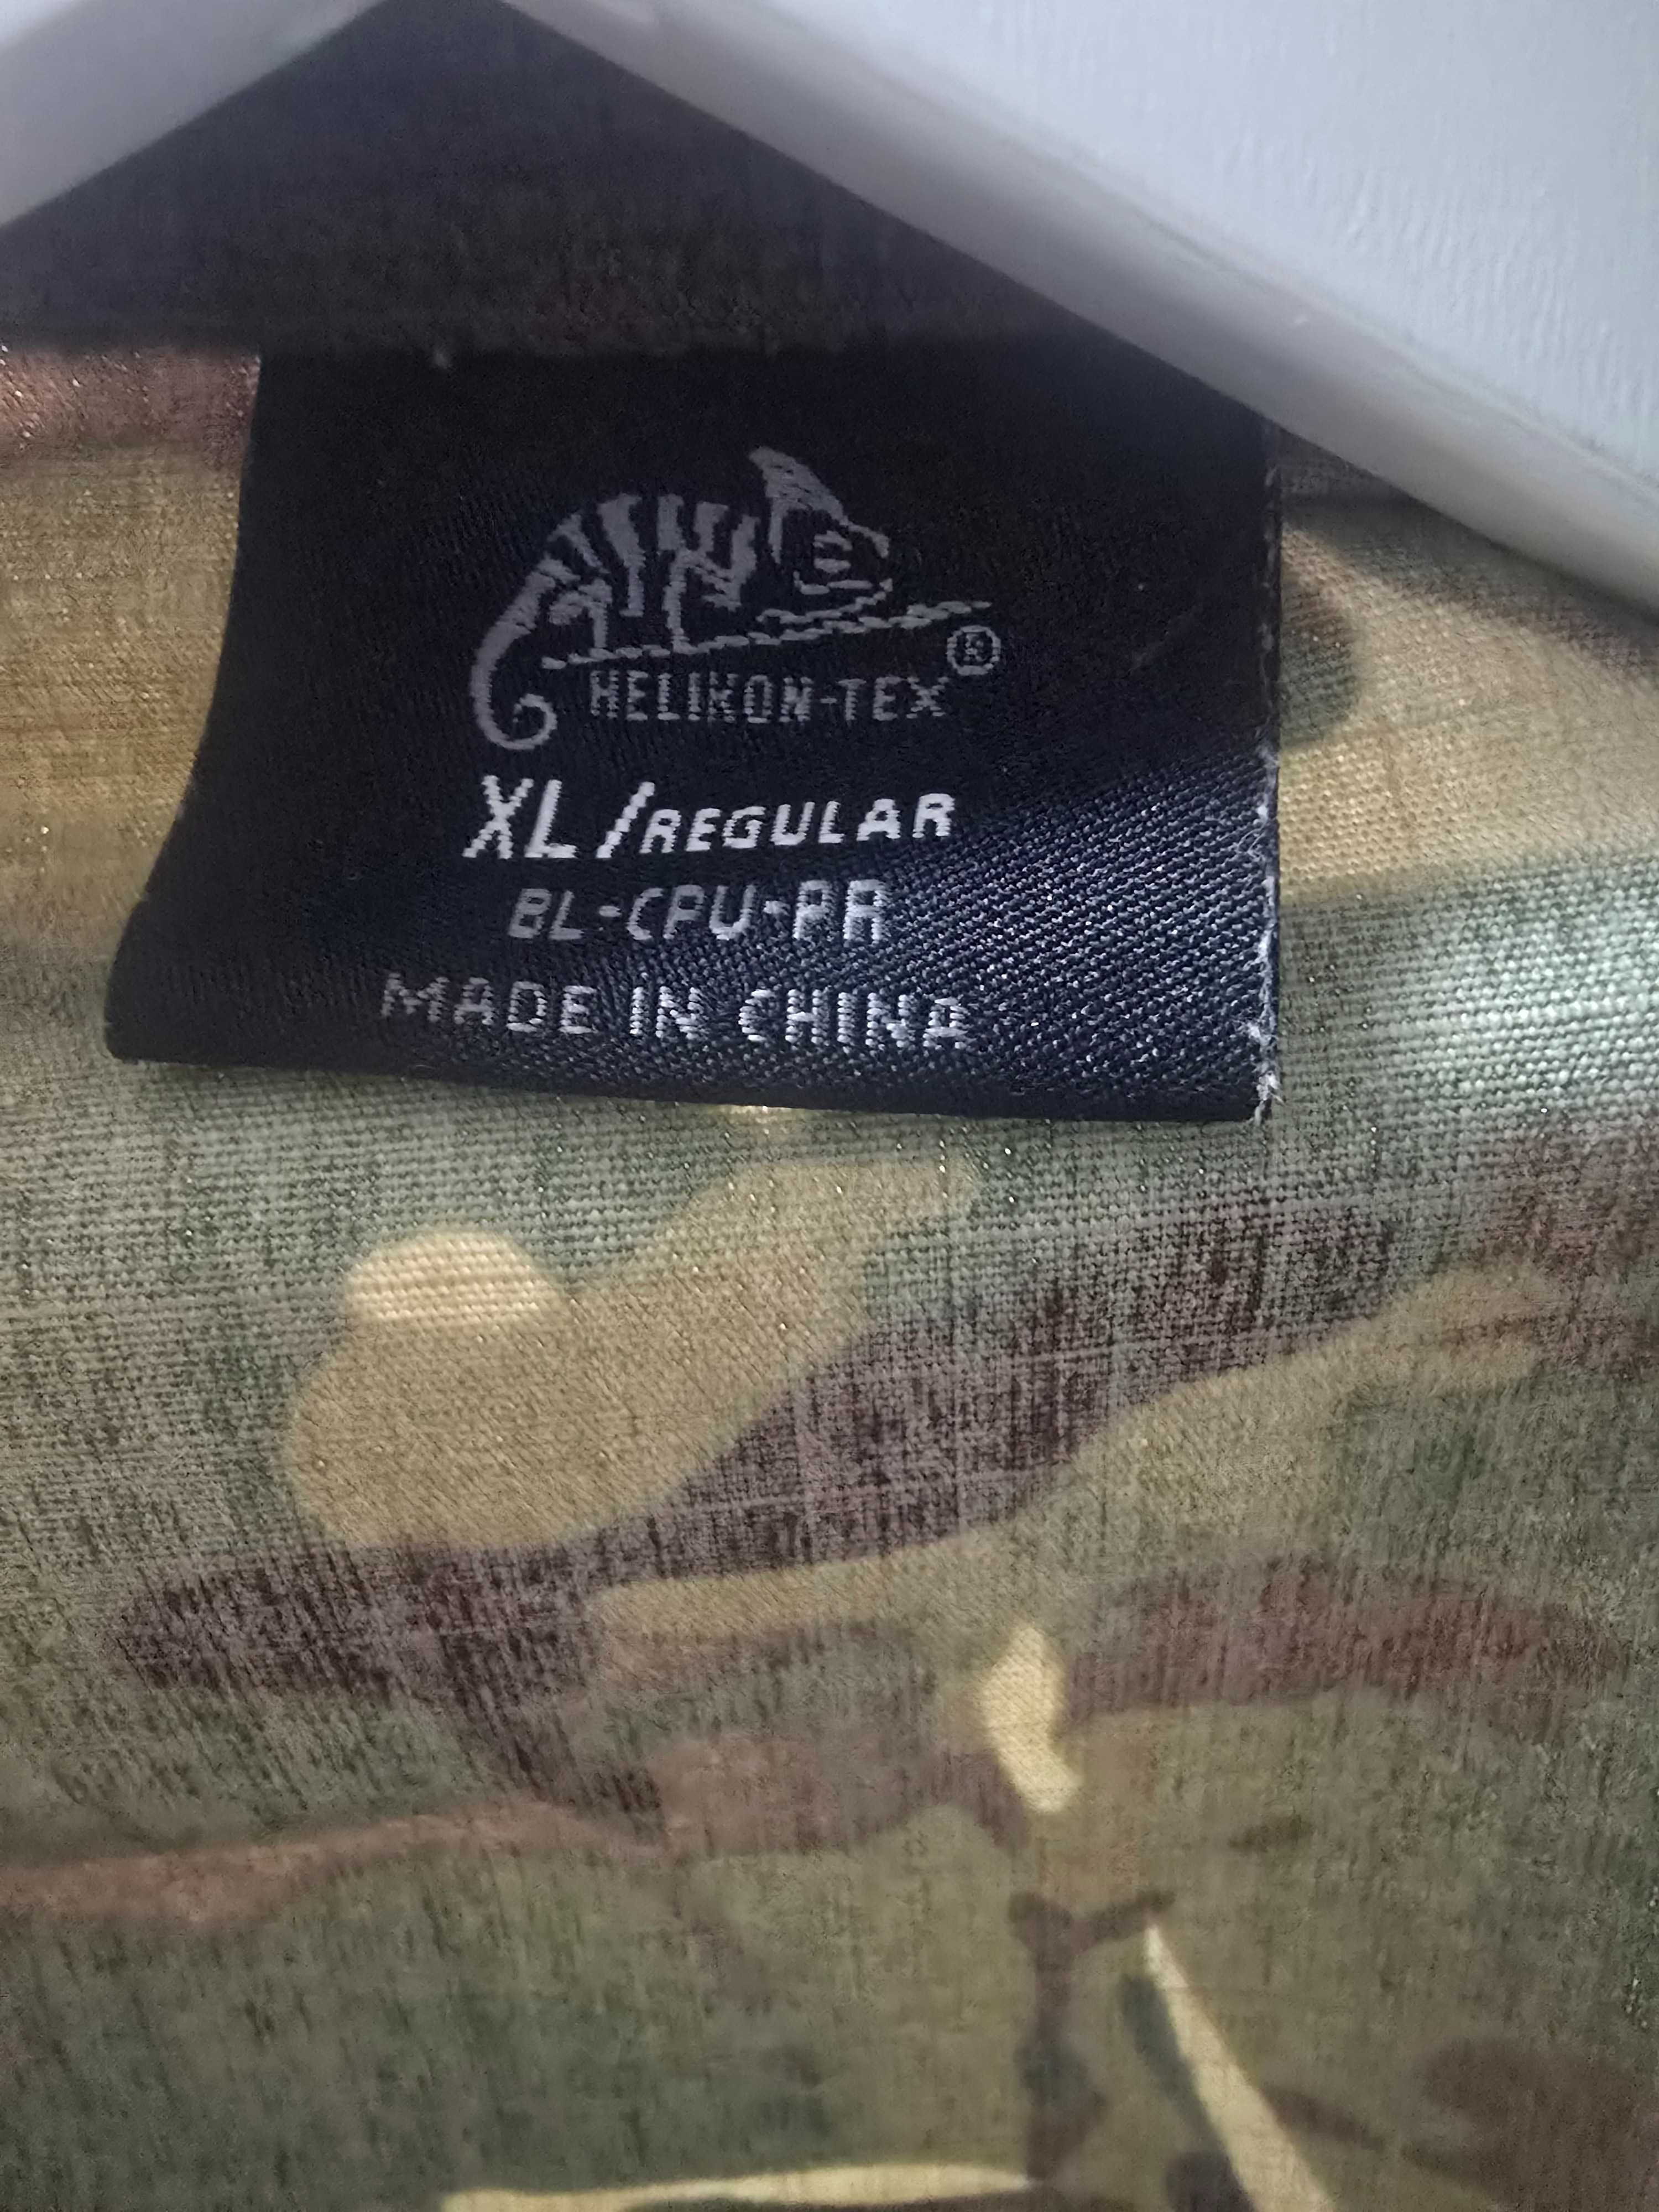 ®
HELIKON-TEX
XL/REGULAR
BL-CPU-PR
MADE IN CHINA